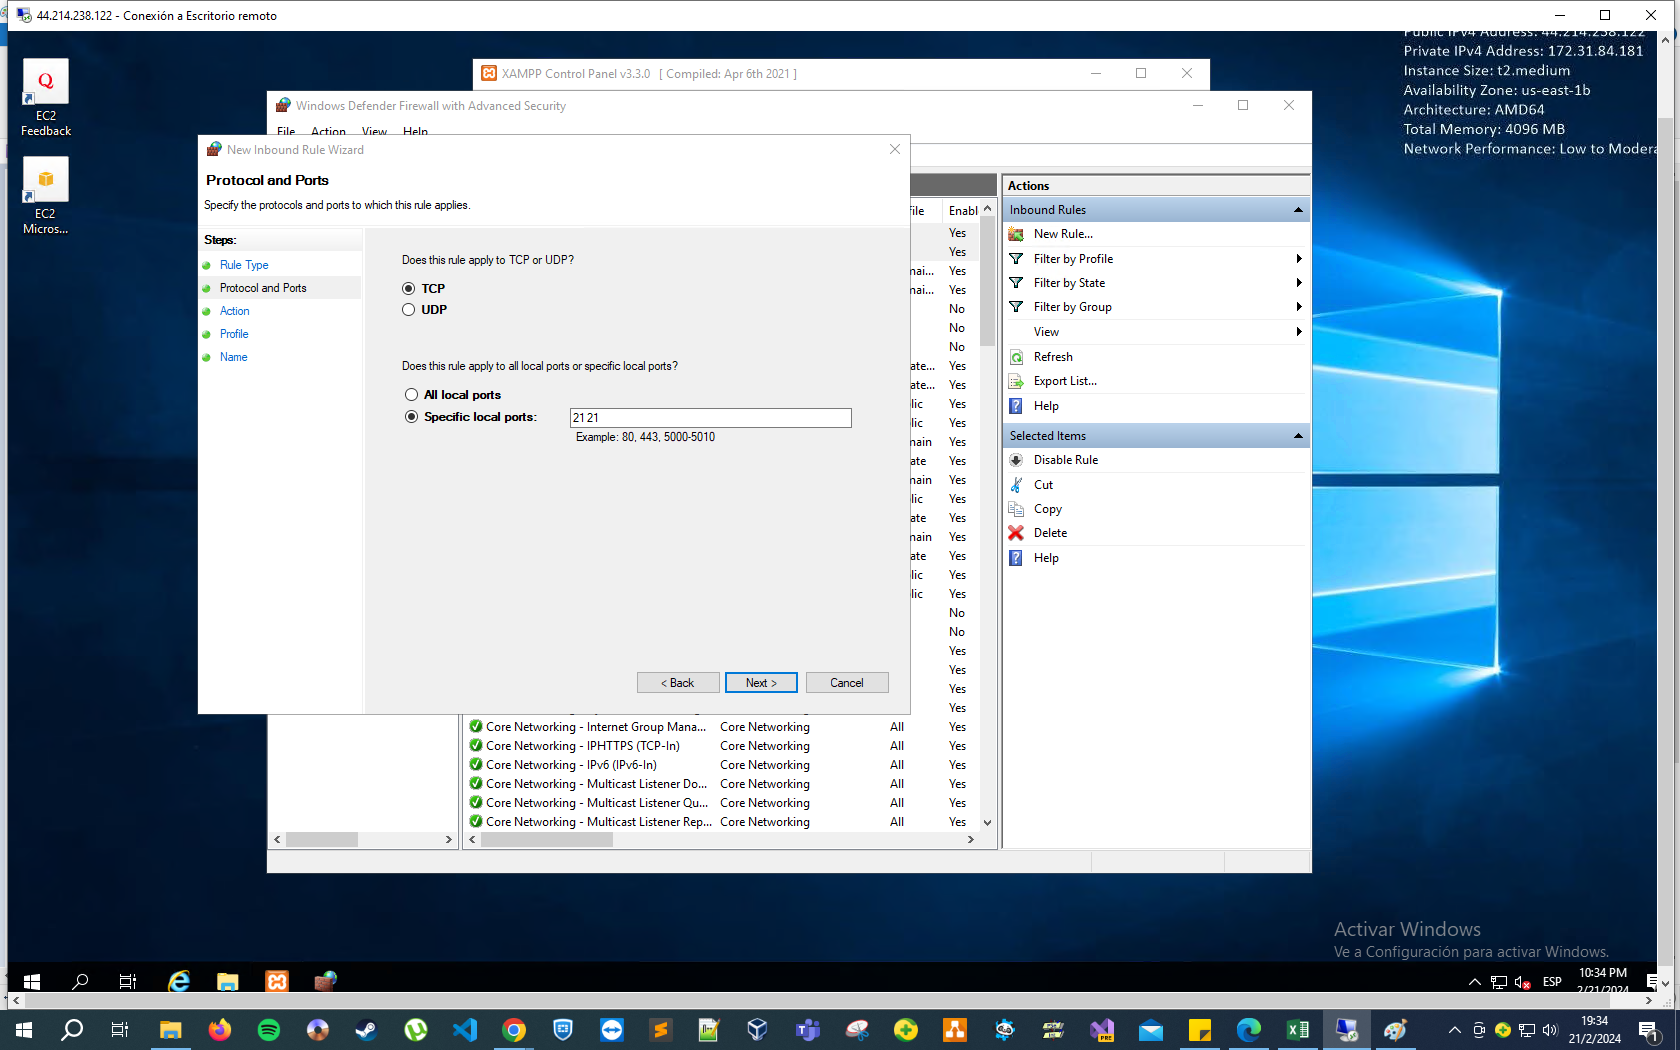 44.214.238.122 - Conexión a Escritorio remoto
Public IPv4 Address: 44.214.238.122
Private IPv4 Address: 172.31.84.181
Instance Size: t2.medium
Availability Zone: us-east-1b
Architecture: AMD64
Total Memory: 4096 MB
Network Performance: Low to Modera
EC2
Feedback
EC2
Micros...
XAMPP Control Panel v3.3.0 [ Compiled: Apr 6th 2021 ]
Windows Defender Firewall with Advanced Security
File Action View Help
New Inbound Rule Wizard
Protocol and Ports
Specify the protocols and ports to which this rule applies.
Steps:
Rule Type
Protocol and Ports
Action
Profile
Name
Does this rule apply to TCP or UDP?
TCP
UDP
Does this rule apply to all local ports or specific local ports?
All local ports
Specific local ports: 21 21
Example: 80, 443, 5000-5010
< Back Next > Cancel
file Enabl
Yes
Yes
mai... Yes
mai... Yes
No
No
No
ate... Yes
ate... Yes
lic Yes
lic Yes
main Yes
ate Yes
main Yes
lic Yes
ate Yes
main Yes
ate Yes
lic Yes
lic Yes
No
No
Yes
Yes
Yes
Yes
Core Networking - Internet Group Mana... Core Networking All Yes
Core Networking - IPHTTPS (TCP-In) Core Networking All Yes
Core Networking - IPv6 (IPv6-In) Core Networking All Yes
Core Networking - Multicast Listener Do... Core Networking All Yes
Core Networking - Multicast Listener Qu... Core Networking All Yes
Core Networking - Multicast Listener Rep... Core Networking All Yes
Actions
Inbound Rules
New Rule...
Filter by Profile
Filter by State
Filter by Group
View
Refresh
Export List...
Help
Selected Items
Disable Rule
Cut
Copy
Delete
Help
Activar Windows
Ve a Configuración para activar Windows.
ESP
10:34 PM
2/21/2024
19:34
21/2/2024
1